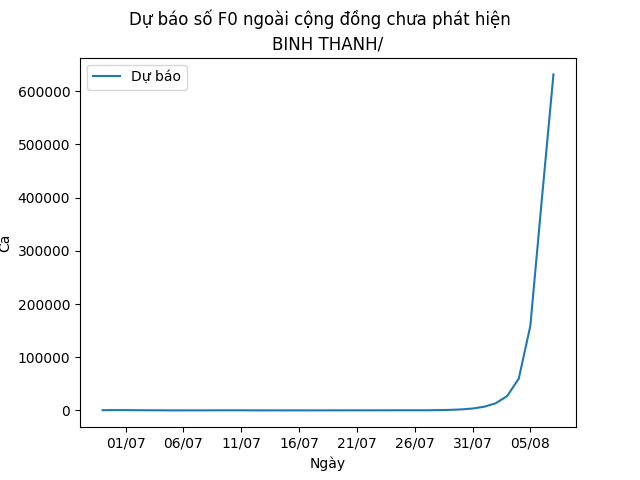 Dự báo số F0 ngoài cộng đồng chưa phát hiện
BINH THANH/
Dự báo
600000
500000
400000
300000
200000
100000
0
Ca
01/07 06/07 11/07 16/07 21/07 26/07 31/07 05/08
Ngày